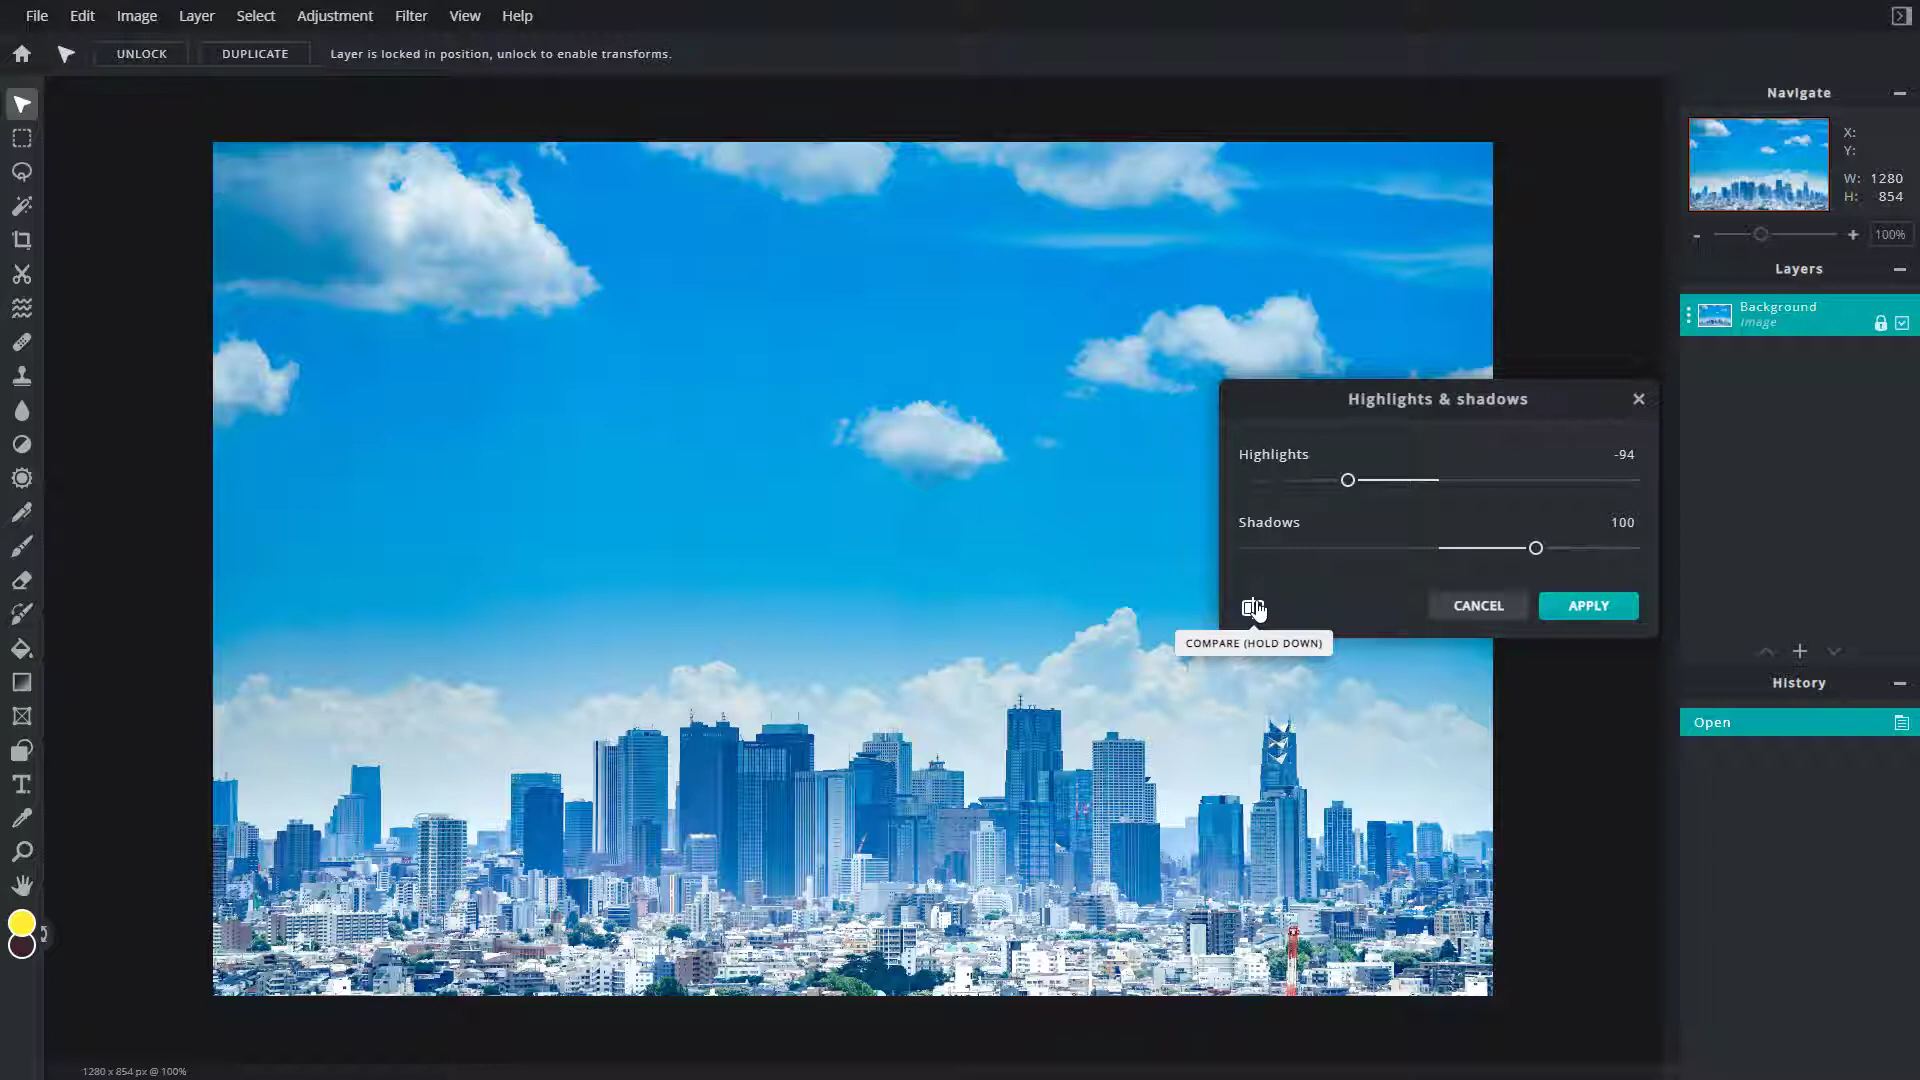 File Edit Image Layer Select Adjustment Filter View Help
UNLOCK DUPLICATE Layer is locked in position, unlock to enable transforms.
Navigate
X:
Y:
W: 1280
H: 854
- + 100%
Layers
Background
Image
Highlights & shadows
Highlights -94
Shadows 100
CANCEL APPLY
COMPARE (HOLD DOWN)
History
Open
1280 x 854 px @ 100%